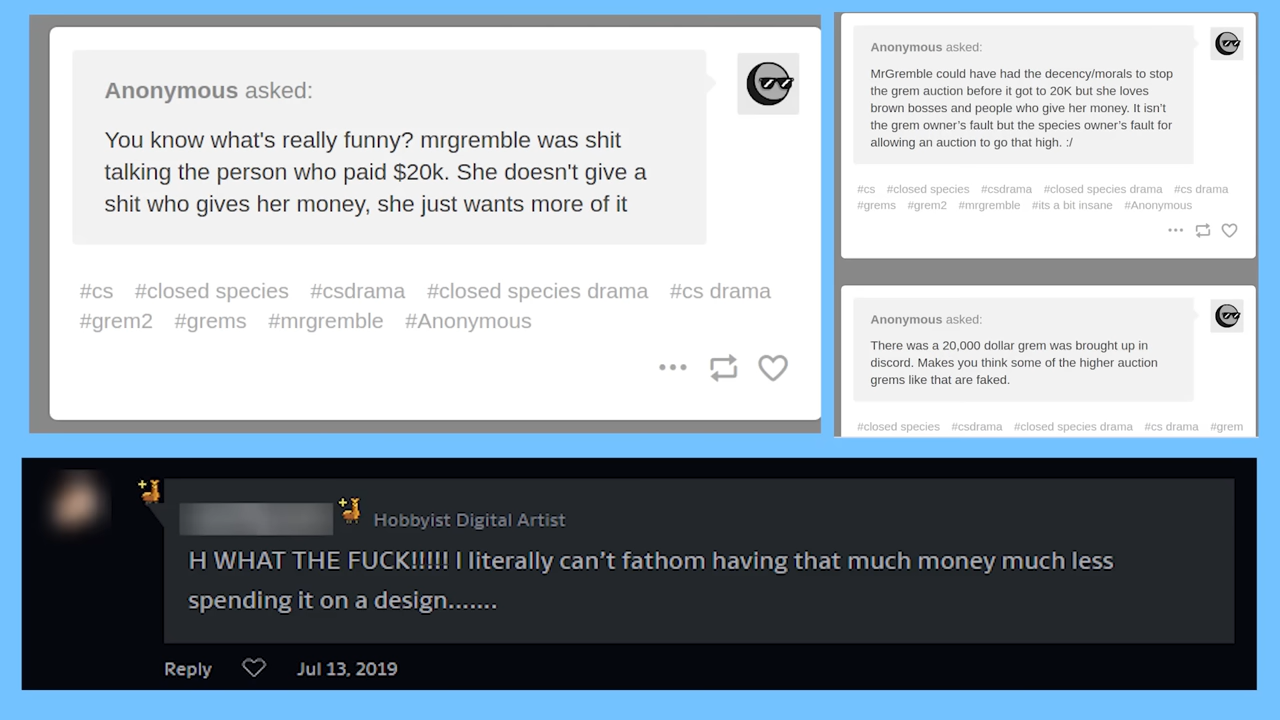 Anonymous asked:
You know what's really funny? mrgremble was shit
talking the person who paid $20k. She doesn't give a
shit who gives her money, she just wants more of it
#cs #closed species #csdrama #closed species drama #cs drama
#grem2 #grems #mrgremble #Anonymous
Anonymous asked:
MrGremble could have had the decency/morals to stop
the grem auction before it got to 20K but she loves
brown bosses and people who give her money. It isn’t
the grem owner’s fault but the species owner’s fault for
allowing an auction to go that high. :/
#cs #closed species #csdrama #closed species drama #cs drama
#grems #grem2 #mrgremble #its a bit insane #Anonymous
Anonymous asked:
There was a 20,000 dollar grem was brought up in
discord. Makes you think some of the higher auction
grems like that are faked.
#closed species #csdrama #closed species drama #cs drama #grem
Hobbyist Digital Artist
H WHAT THE FUCK!!!!! I literally can’t fathom having that much money much less
spending it on a design.......
Reply Jul 13, 2019